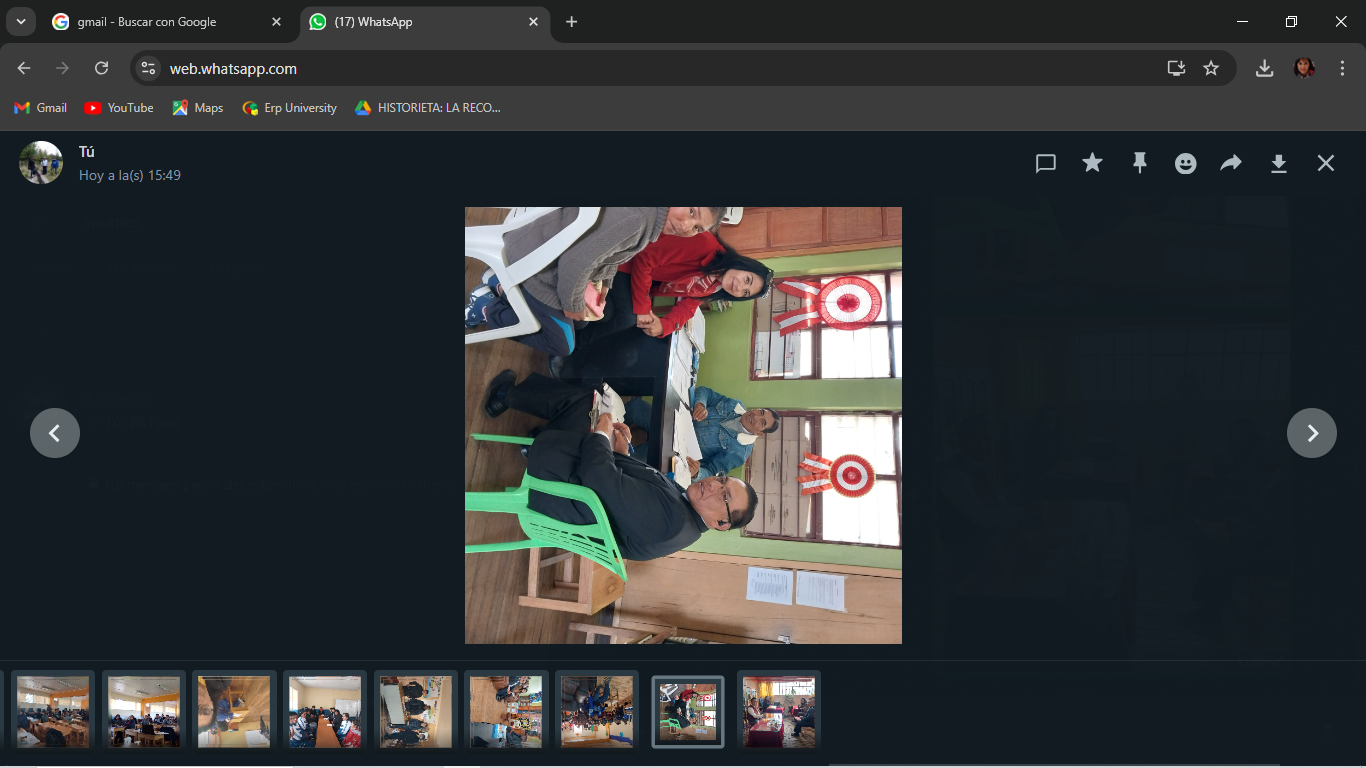 gmail - Buscar con Google
(17) WhatsApp
web.whatsapp.com
Gmail
YouTube
Maps
Erp University
HISTORIETA: LA RECO...
Tú
Hoy a la(s) 15:49